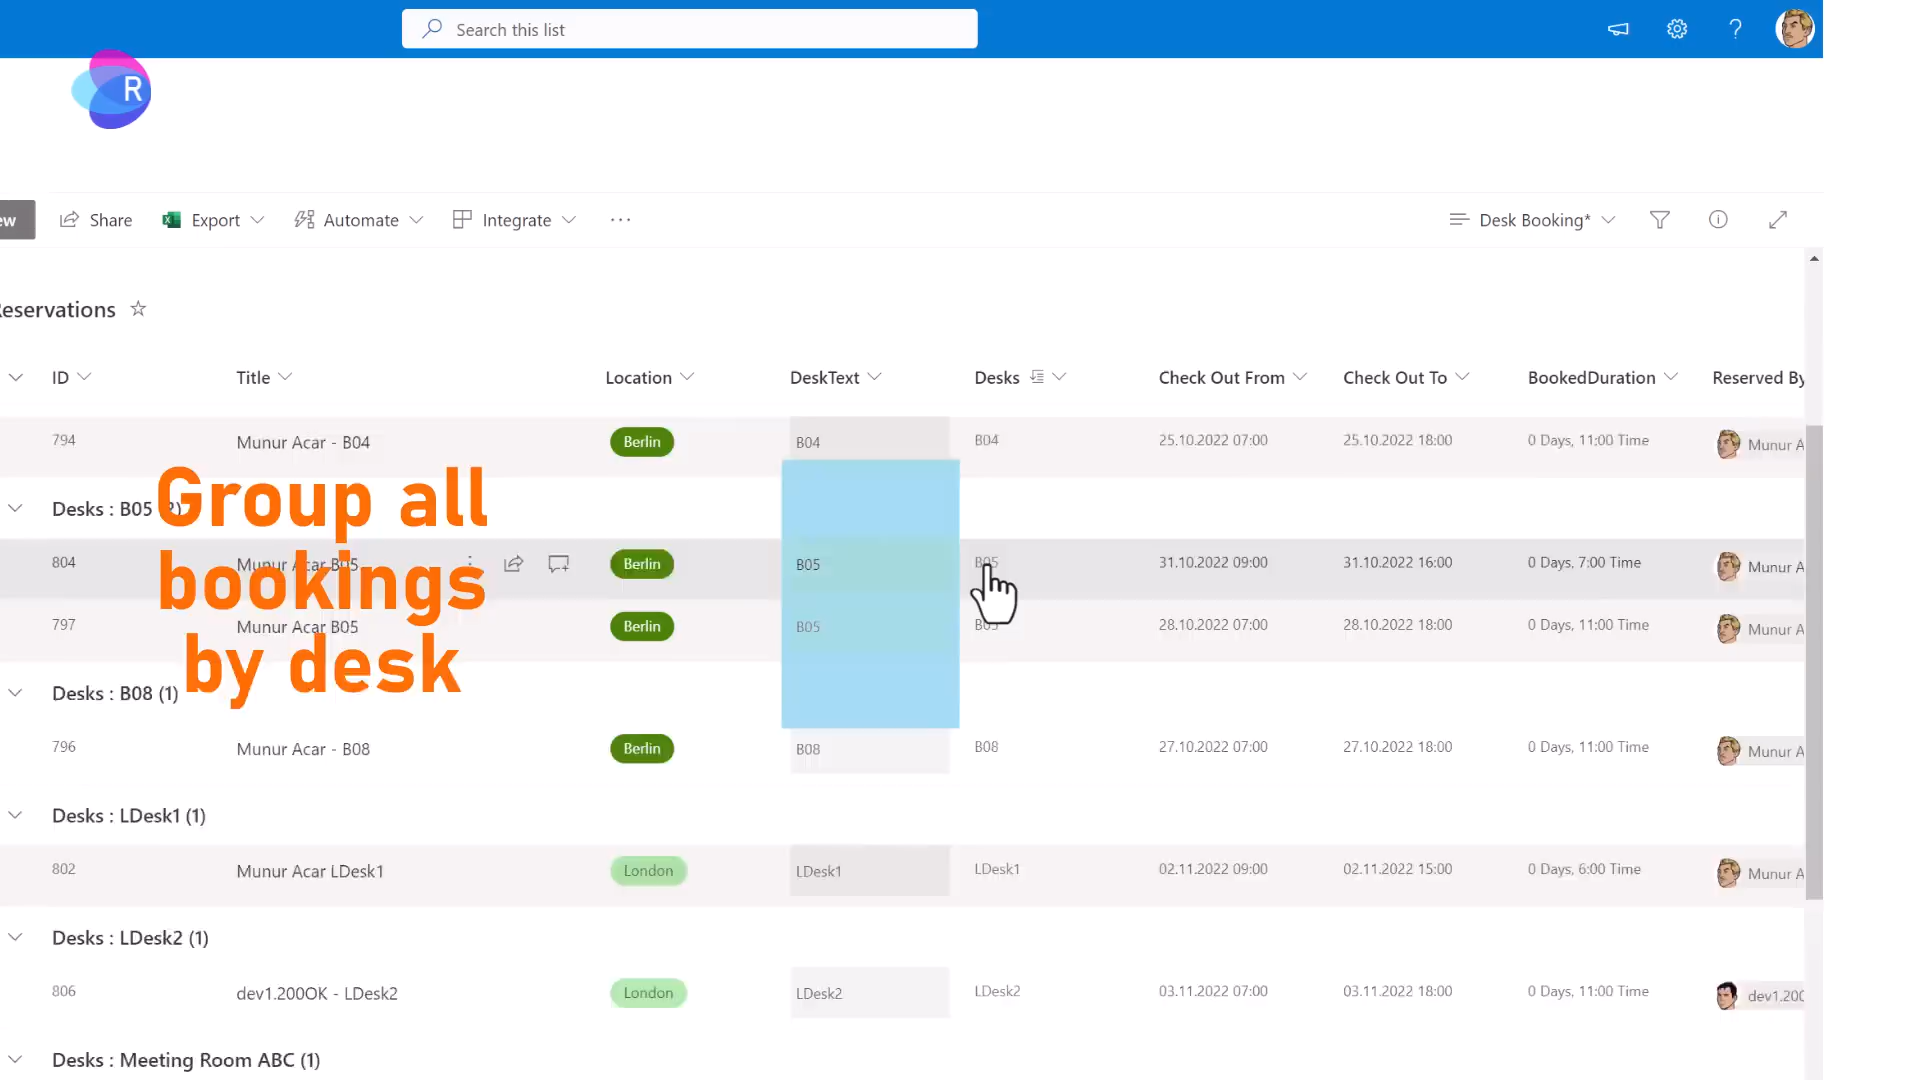 Search this list
R
ew
Share
Export
Automate
Integrate
Desk Booking*
Reservations
ID
Title
Location
DeskText
Desks
Check Out From
Check Out To
BookedDuration
Reserved By
794
Munur Acar - B04
Berlin
B04
B04
25.10.2022 07:00
25.10.2022 18:00
0 Days, 11:00 Time
Munur A
Desks : B05 (2)
Group all
bookings
by desk
804
Munur Acar B05
Berlin
B05
B05
31.10.2022 09:00
31.10.2022 16:00
0 Days, 7:00 Time
Munur A
797
Munur Acar B05
Berlin
B05
B05
28.10.2022 07:00
28.10.2022 18:00
0 Days, 11:00 Time
Munur A
Desks : B08 (1)
796
Munur Acar - B08
Berlin
B08
B08
27.10.2022 07:00
27.10.2022 18:00
0 Days, 11:00 Time
Munur A
Desks : LDesk1 (1)
802
Munur Acar LDesk1
London
LDesk1
LDesk1
02.11.2022 09:00
02.11.2022 15:00
0 Days, 6:00 Time
Munur A
Desks : LDesk2 (1)
806
dev1.200OK - LDesk2
London
LDesk2
LDesk2
03.11.2022 07:00
03.11.2022 18:00
0 Days, 11:00 Time
dev1.200
Desks : Meeting Room ABC (1)